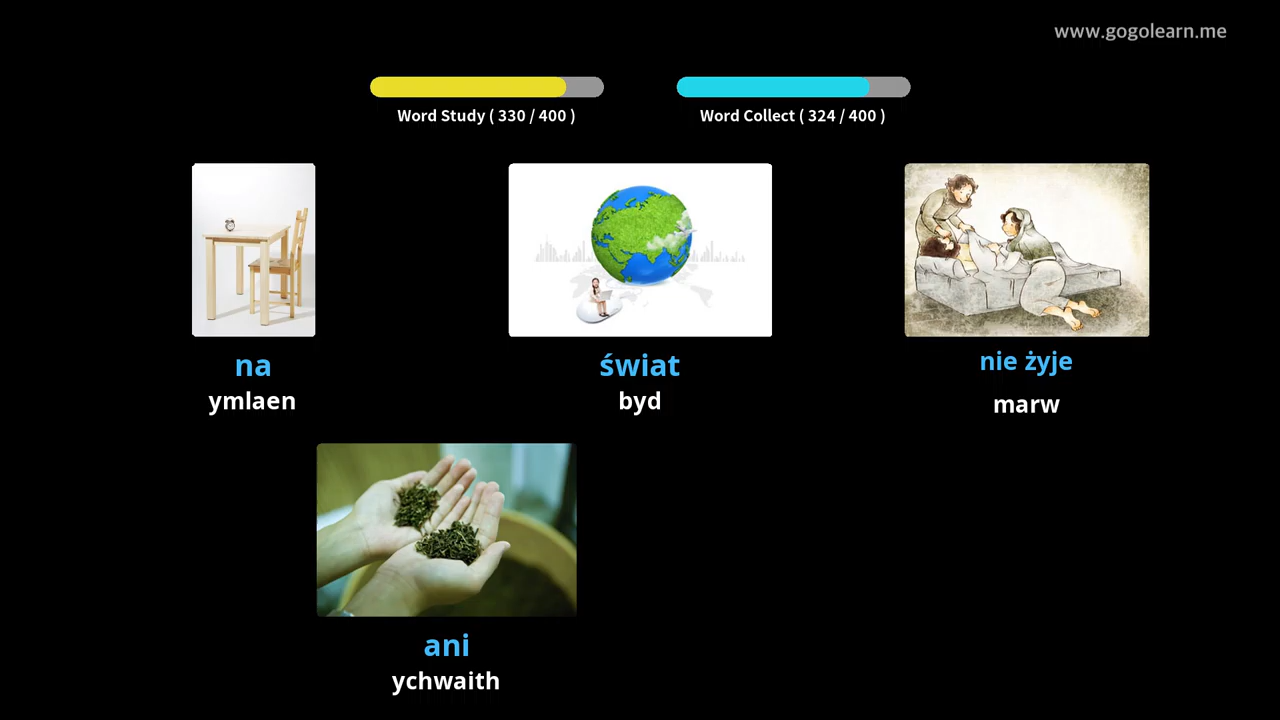 www.gogolearn.me
Word Study ( 330 / 400 )
Word Collect ( 324 / 400 )
na
ymlaen
świat
byd
nie żyje
marw
ani
ychwaith